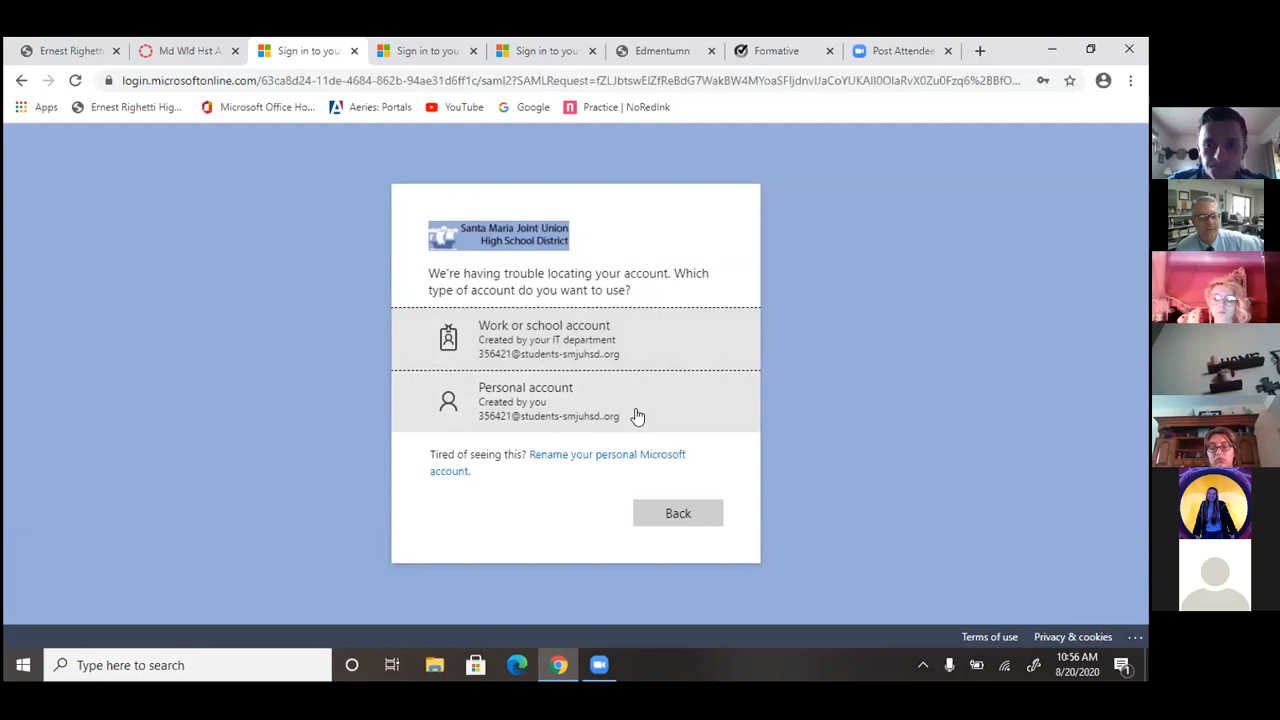 Ernest Righetti
Md Wld Hst A
Sign in to you
Sign in to you
Sign in to you
Edmentumn
Formative
Post Attendee
login.microsoftonline.com/63ca8d24-11de-4684-862b-94ae31d6ff1c/saml2?SAMLRequest=
Apps
Ernest Righetti Hig...
Microsoft Office Ho...
Aeries: Portals
YouTube
Google
Practice | NoRedInk
Santa Maria Joint Union
High School District
We're having trouble locating your account. Which
type of account do you want to use?
Work or school account
Created by your IT department
356421@students-smjuhsd..org
Personal account
Created by you
356421@students-smjuhsd..org
Tired of seeing this? Rename your personal Microsoft
account.
Back
Terms of use
Privacy & cookies
...
Type here to search
10:56 AM
8/20/2020
1
HOME